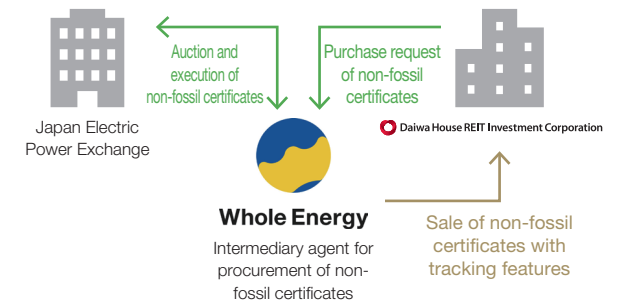 Auction and
execution of
non-fossil certificates
Purchase request
of non-fossil
certificates
Japan Electric
Power Exchange
Daiwa House REIT Investment Corporation
Whole Energy
Intermediary agent for
procurement of non-
fossil certificates
Sale of non-fossil
certificates with
tracking features